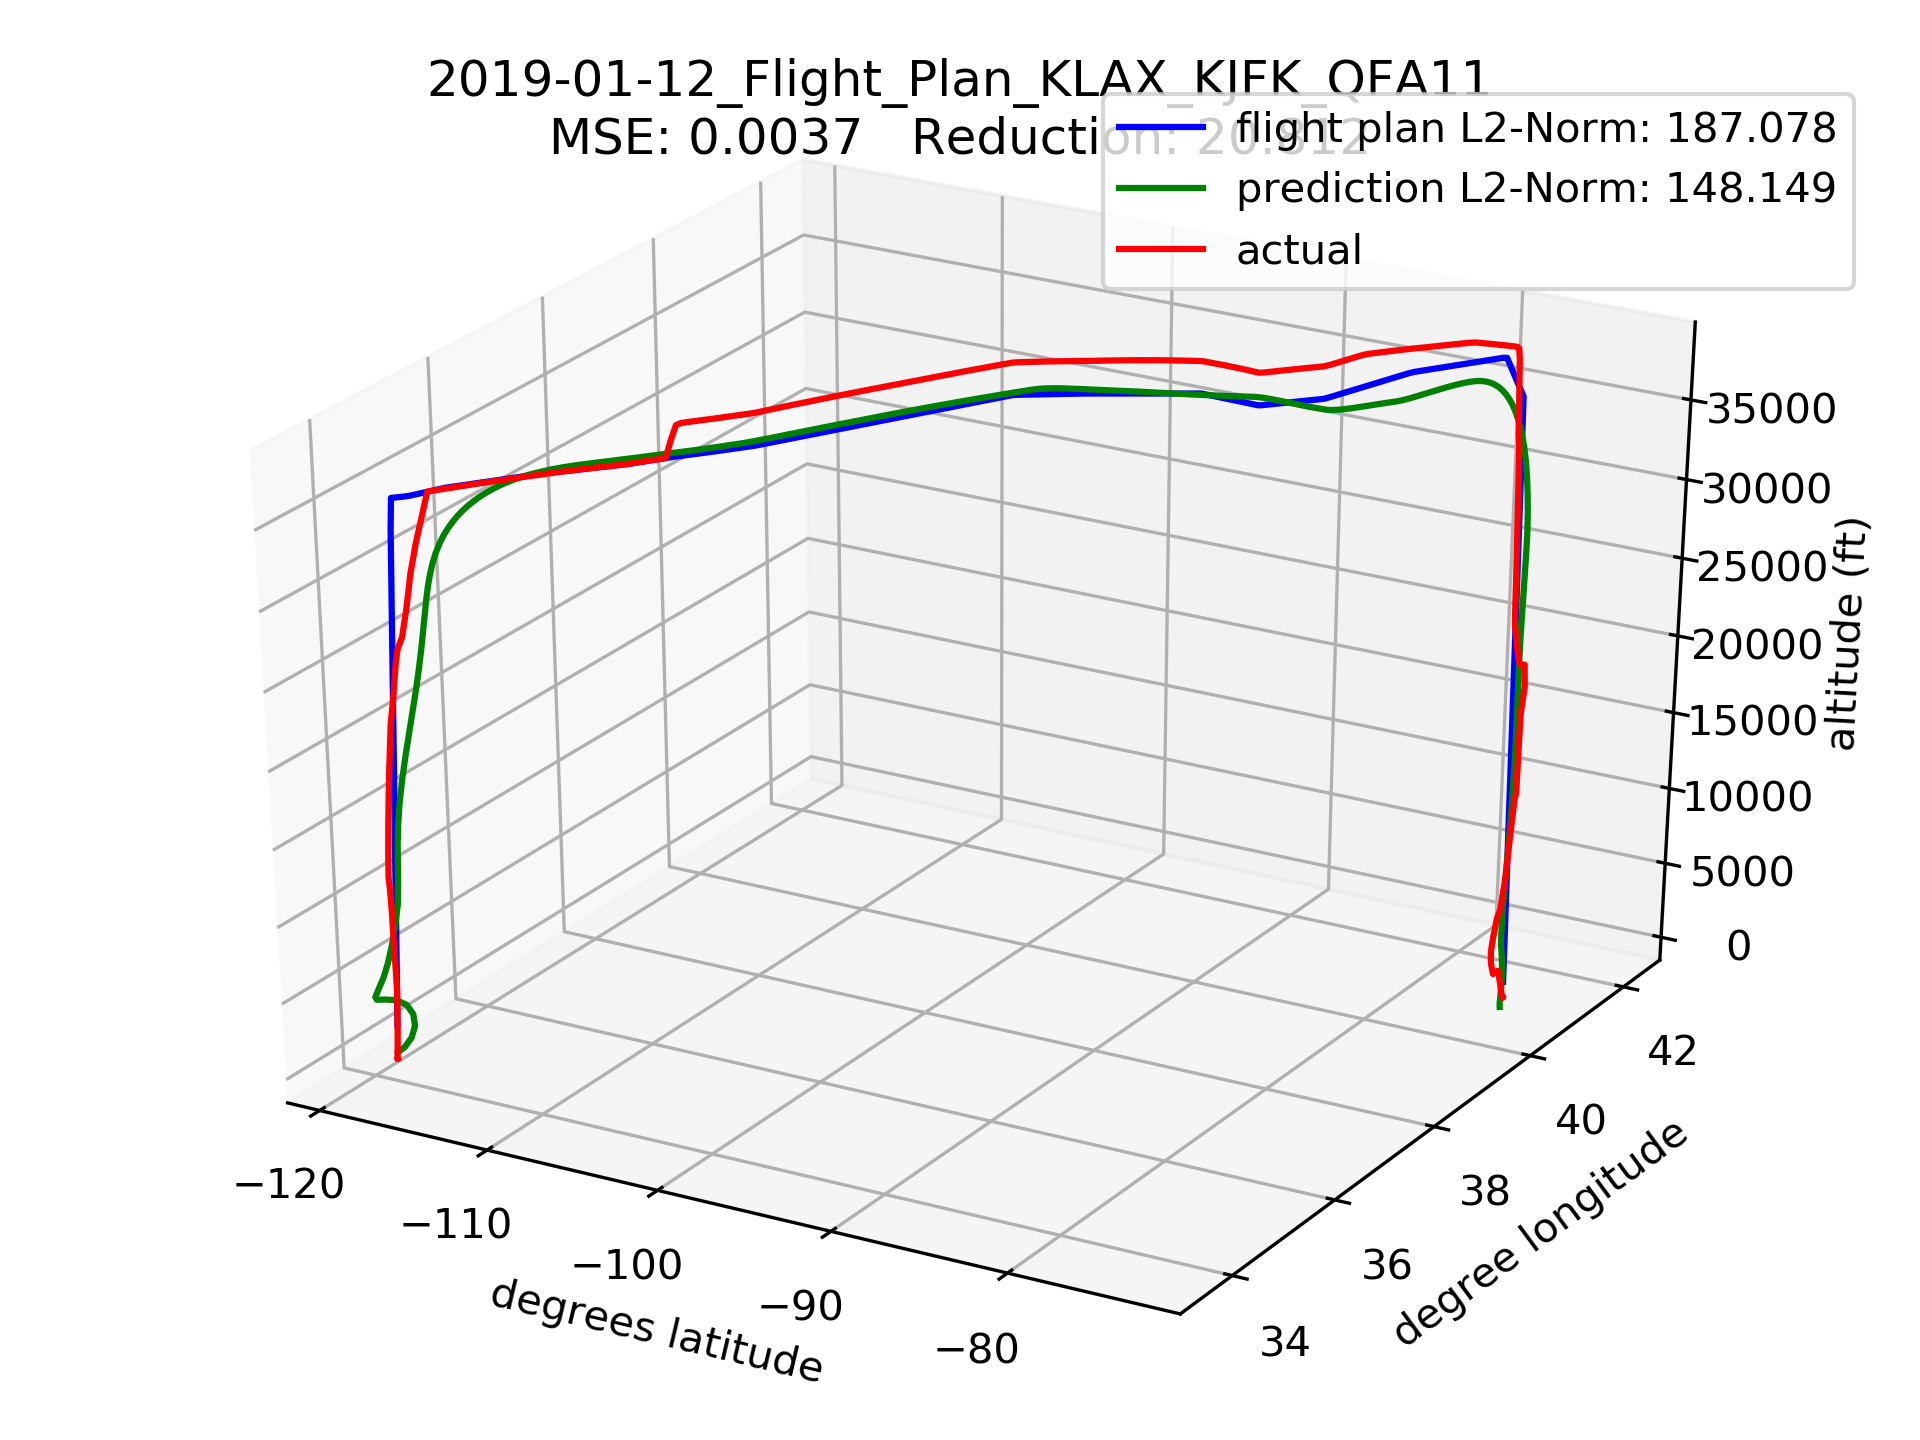 2019-01-12_Flight_Plan_KLAX_KJFK_QFA11
MSE: 0.0037   Reduction: 20.812
flight plan L2-Norm: 187.078
prediction L2-Norm: 148.149
actual
35000
30000
25000
20000
15000
10000
5000
0
altitude (ft)
−120
−110
−100
−90
−80
degrees latitude
34
36
38
40
42
degree longitude